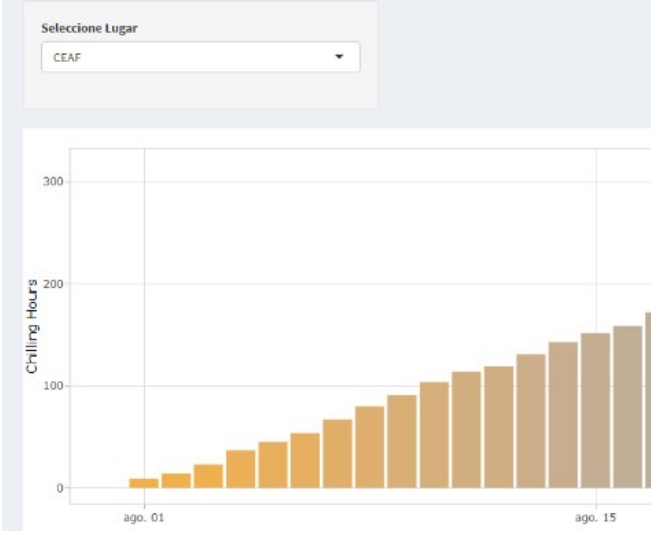 Seleccione Lugar
CEAF
300
200
100
0
Chilling Hours
ago. 01
ago. 15